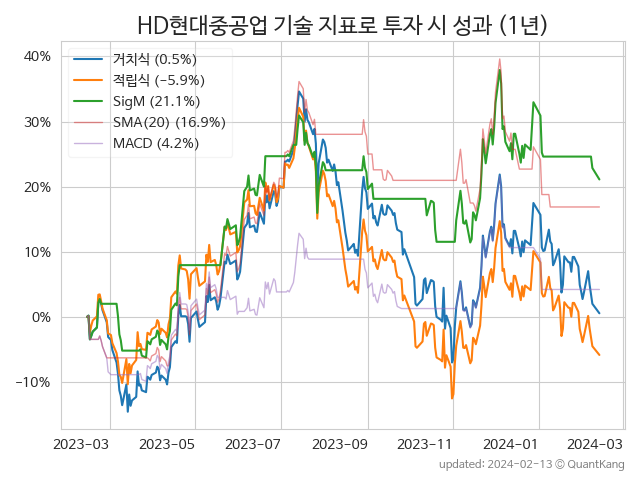 HD현대중공업 기술 지표로 투자 시 성과 (1년)
40%
30%
20%
10%
0%
−10%
거치식 (0.5%)
적립식 (−5.9%)
SigM (21.1%)
SMA(20) (16.9%)
MACD (4.2%)
2023-03 2023-05 2023-07 2023-09 2023-11 2024-01 2024-03
updated: 2024-02-13 ⓒ QuantKang